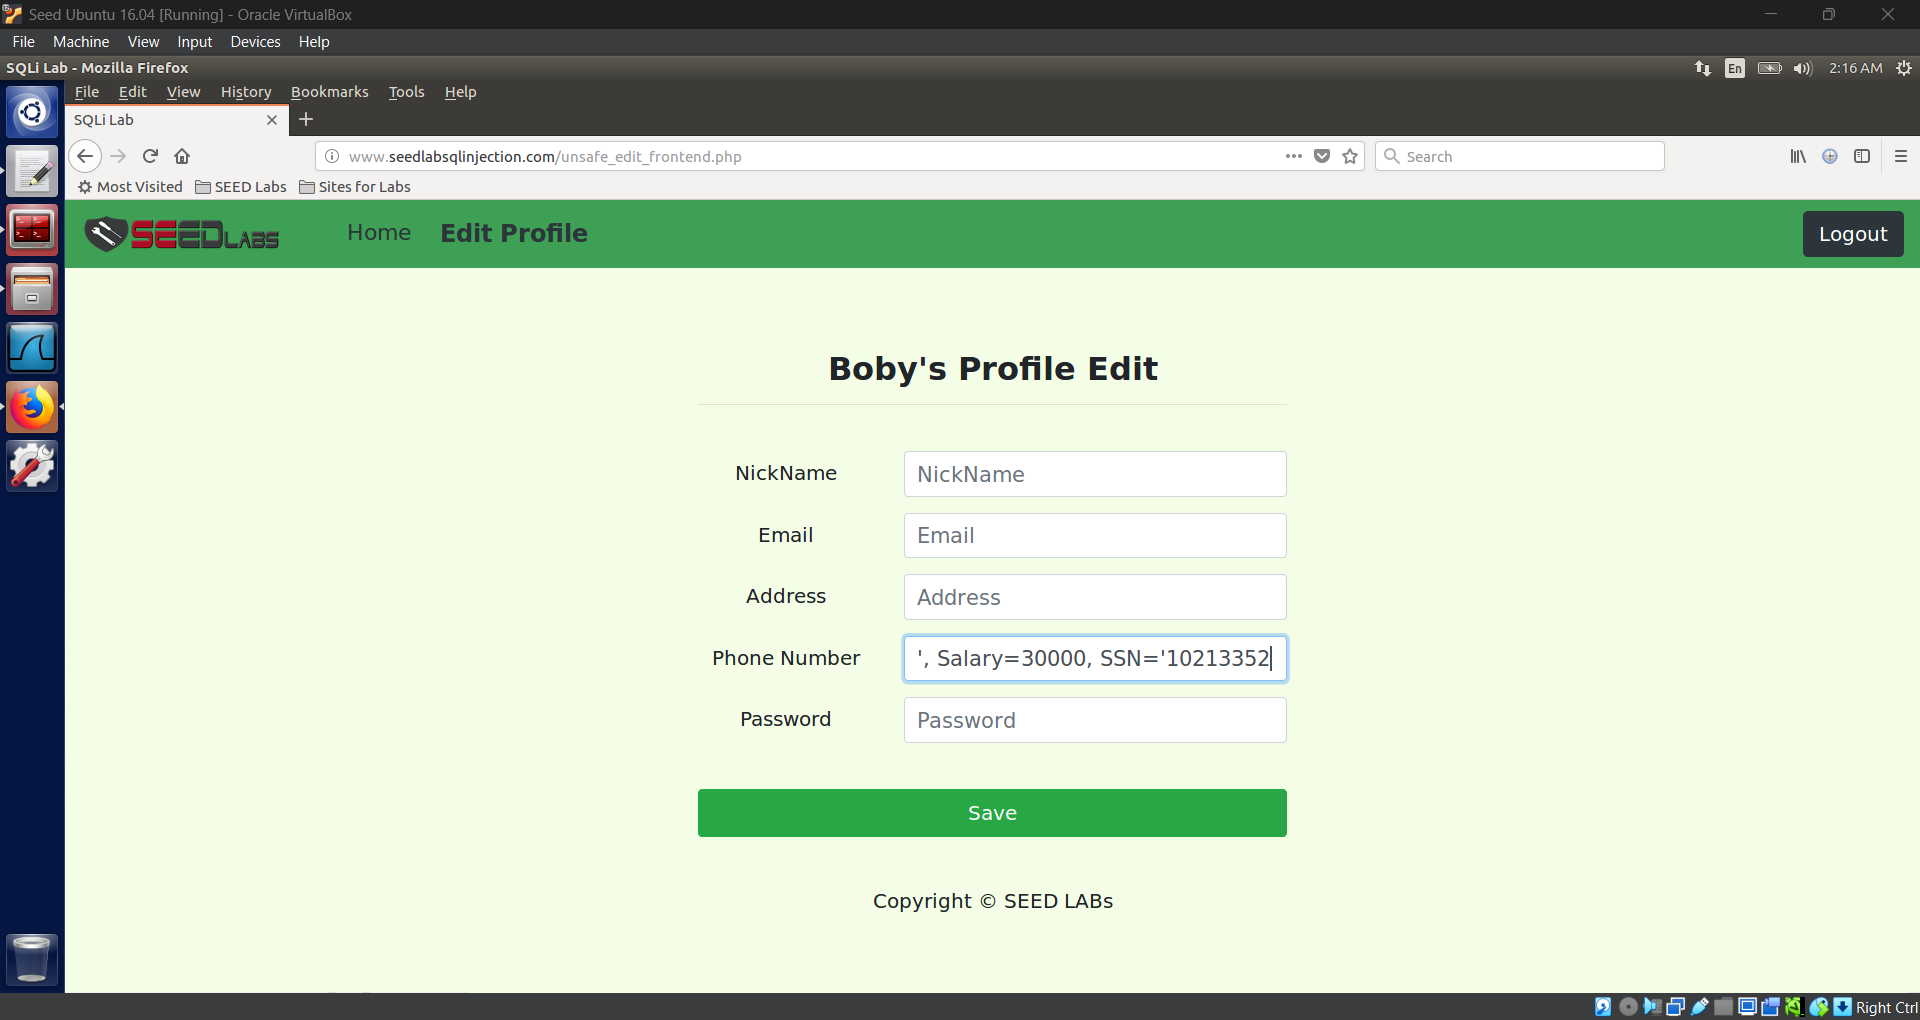 Seed Ubuntu 16.04 [Running] - Oracle VirtualBox
File Machine View Input Devices Help
SQLi Lab - Mozilla Firefox
En
2:16 AM
File Edit View History Bookmarks Tools Help
SQLi Lab
www.seedlabsqlinjection.com/unsafe_edit_frontend.php
Search
Most Visited SEED Labs Sites for Labs
SEEDLABS Home Edit Profile Logout
Boby's Profile Edit
NickName NickName
Email Email
Address Address
Phone Number ', Salary=30000, SSN='10213352
Password Password
Save
Copyright © SEED LABs
Right Ctrl